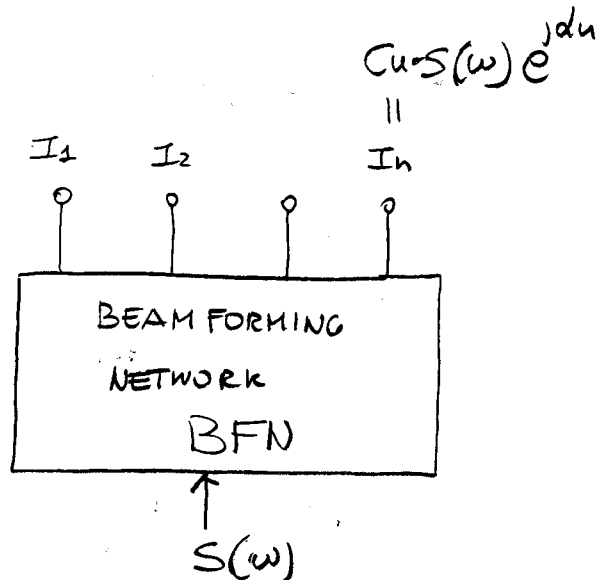 Cn·S(ω) e^jαn
=
I1 I2 In
BEAM FORMING
NETWORK
BFN
S(ω)